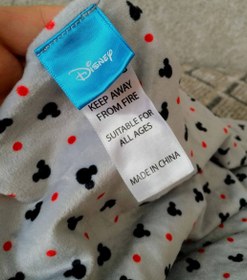 Disney
KEEP AWAY
FROM FIRE
SUITABLE FOR
ALL AGES
MADE IN CHINA